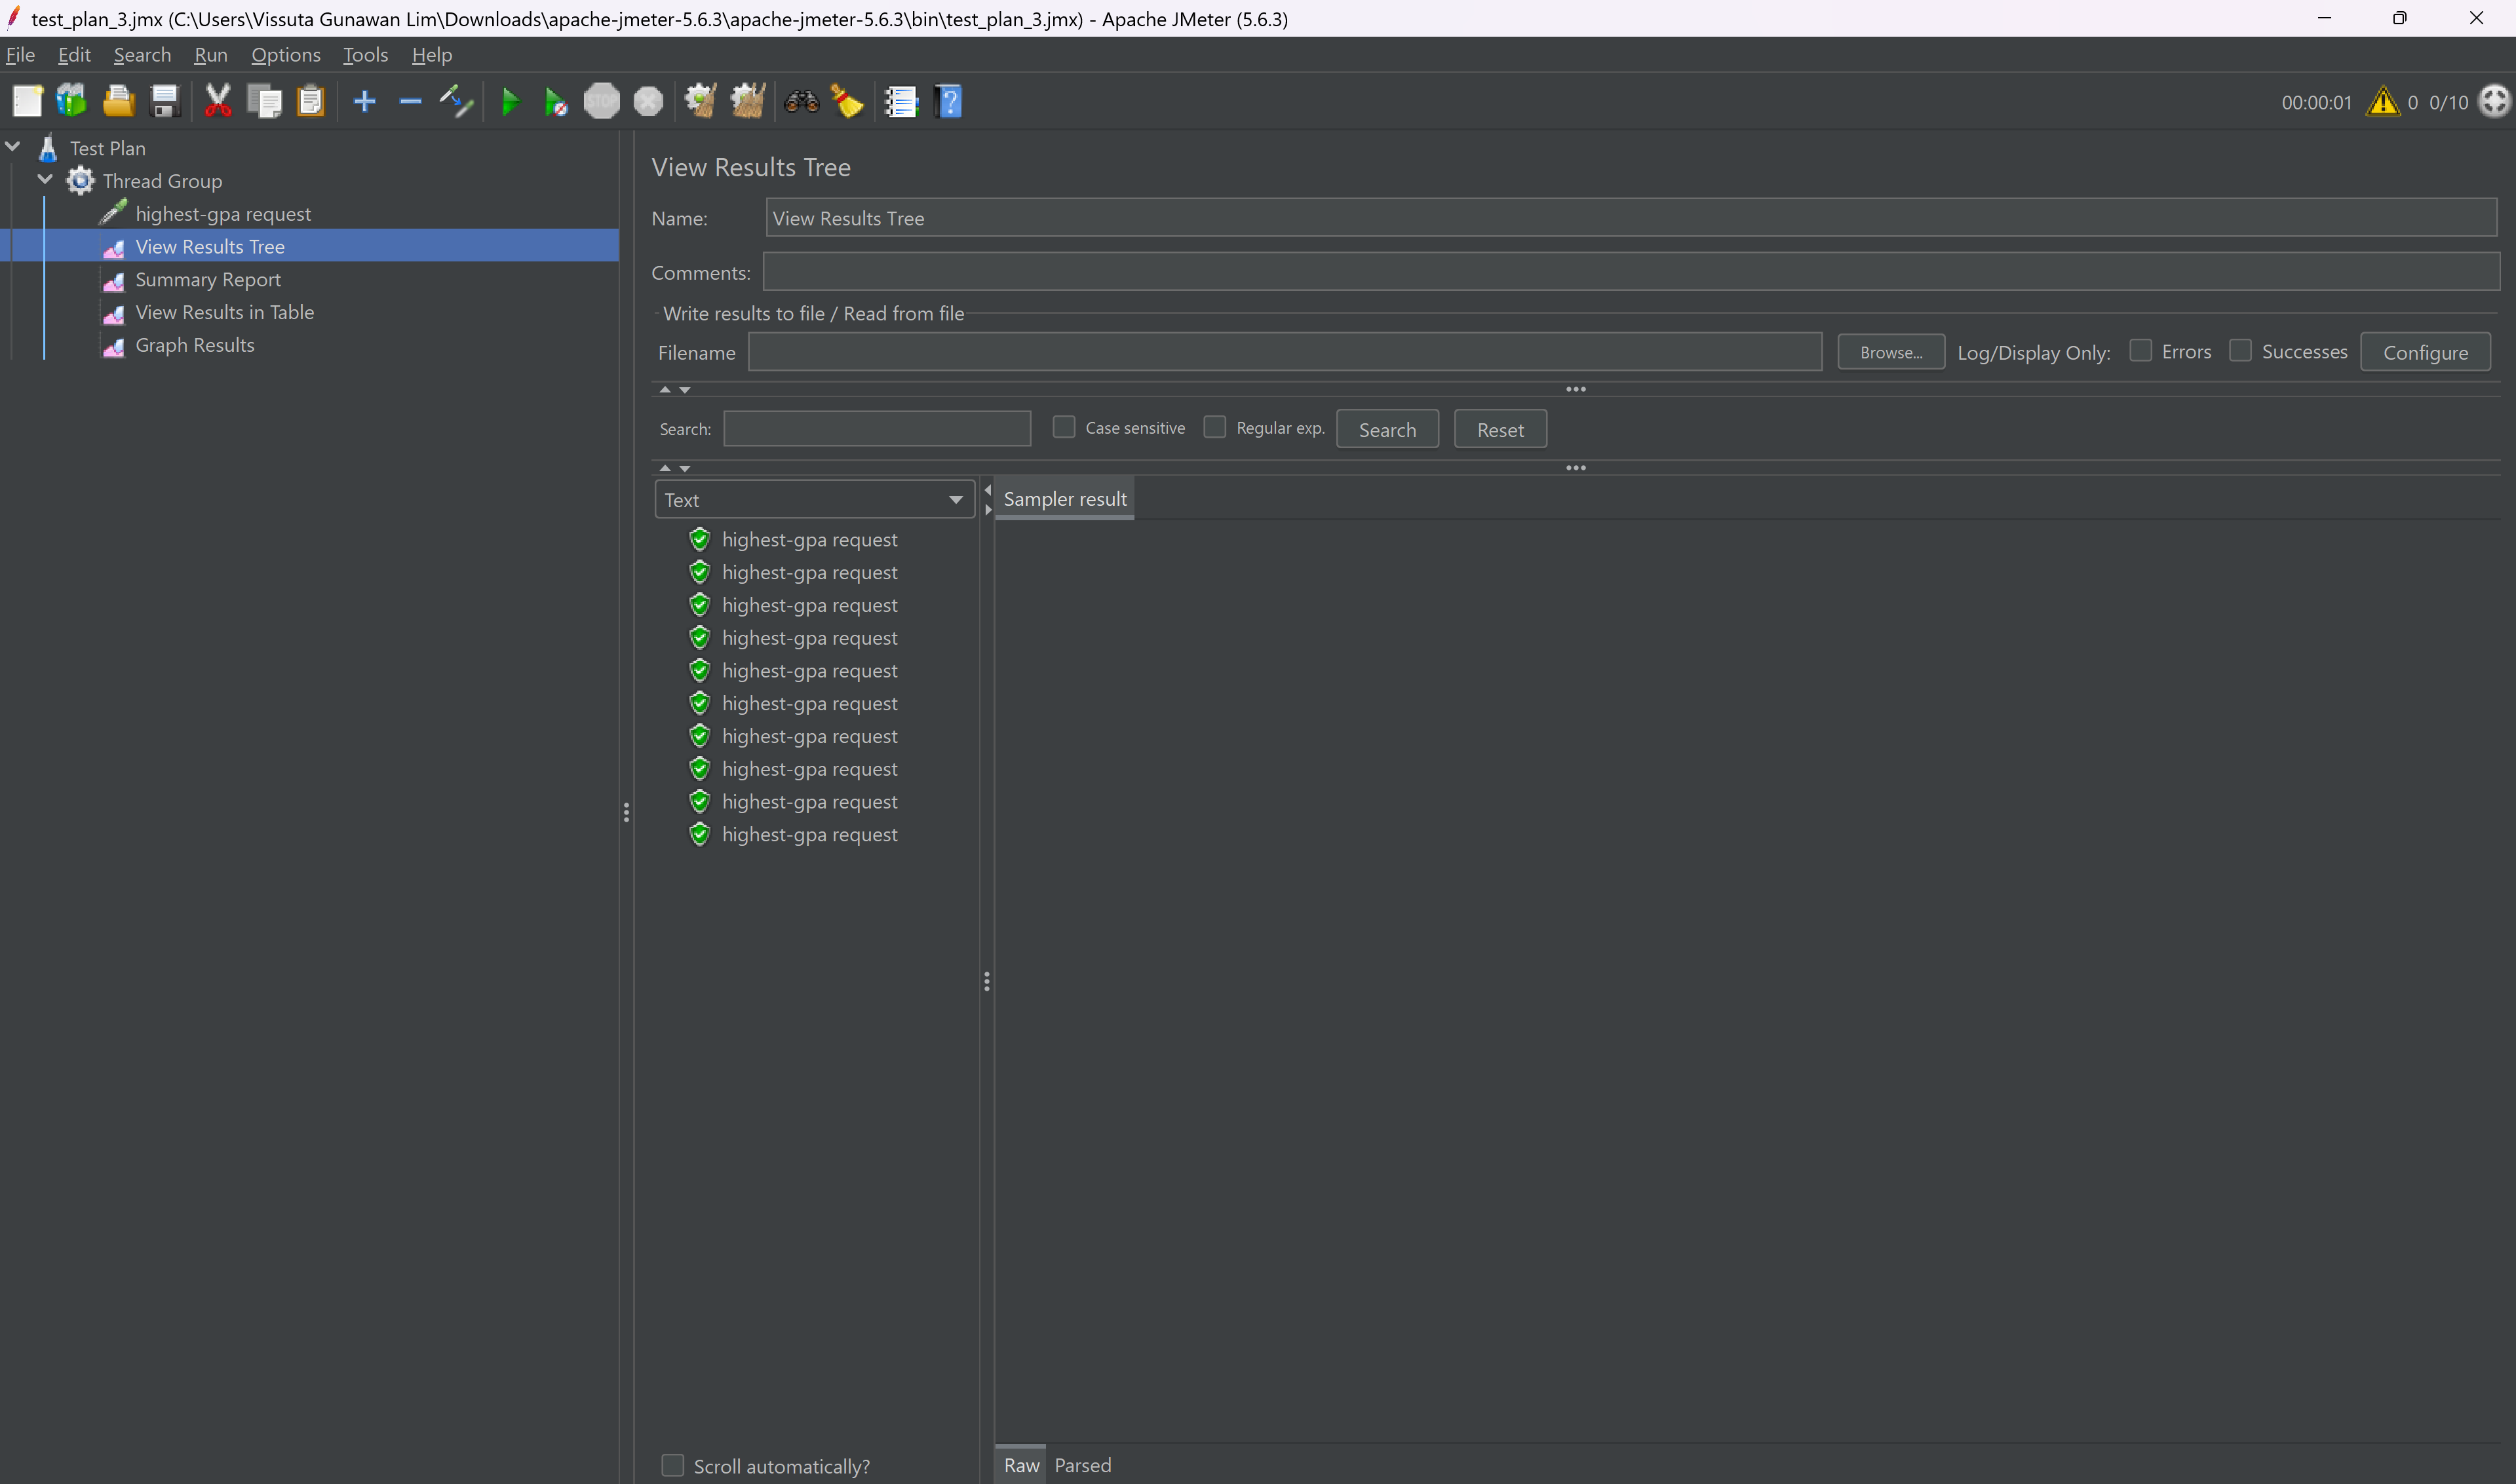 test_plan_3.jmx (C:\Users\Vissuta Gunawan Lim\Downloads\apache-jmeter-5.6.3\apache-jmeter-5.6.3\bin\test_plan_3.jmx) - Apache JMeter (5.6.3)
File Edit Search Run Options Tools Help
STOP ? 00:00:01 0 0/10
Test Plan
Thread Group
highest-gpa request
View Results Tree
Summary Report
View Results in Table
Graph Results
View Results Tree
Name: View Results Tree
Comments:
Write results to file / Read from file
Filename Browse... Log/Display Only: Errors Successes Configure
Search: Case sensitive Regular exp. Search Reset
Text Sampler result
highest-gpa request
highest-gpa request
highest-gpa request
highest-gpa request
highest-gpa request
highest-gpa request
highest-gpa request
highest-gpa request
highest-gpa request
highest-gpa request
Scroll automatically? Raw Parsed